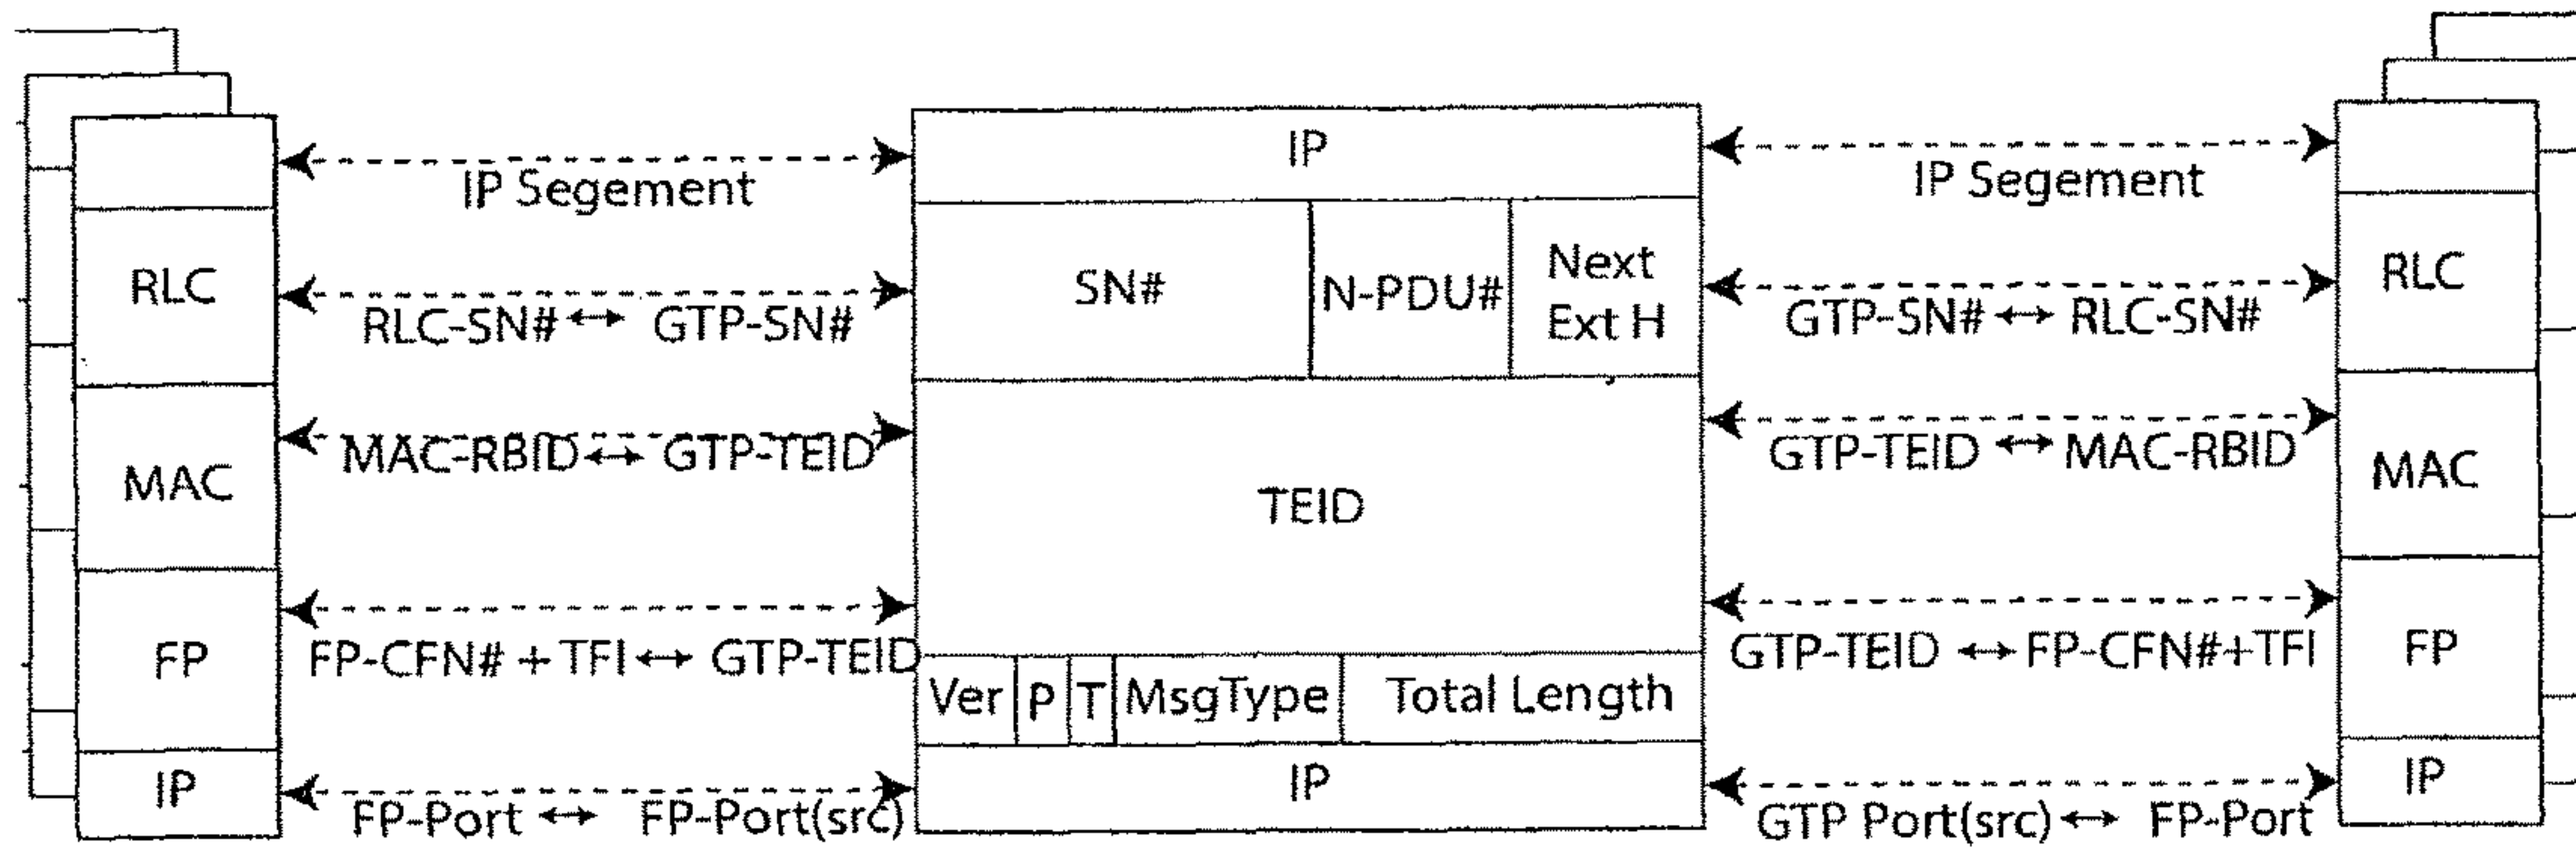 IP
IP Segement
IP Segement
RLC
SN#
N-PDU#
Next
Ext H
RLC
RLC-SN# ↔ GTP-SN#
GTP-SN# ↔ RLC-SN#
MAC
MAC-RBID ↔ GTP-TEID
TEID
GTP-TEID ↔ MAC-RBID
MAC
FP
FP-CFN# + TFI ↔ GTP-TEID
GTP-TEID ↔ FP-CFN#+TFI
FP
Ver
P
T
MsgType
Total Length
IP
FP-Port ↔ FP-Port(src)
IP
GTP Port(src) ↔ FP-Port
IP